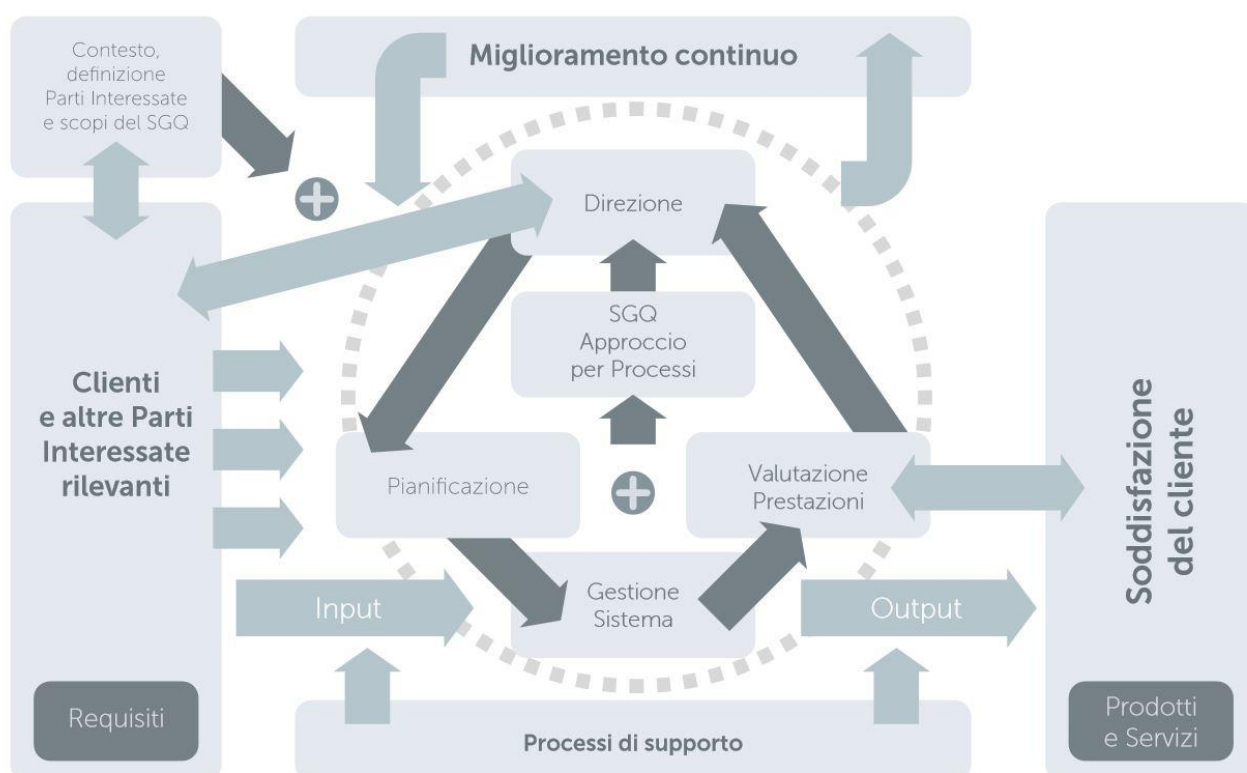 Contesto,
definizione
Parti Interessate
e scopi del SGQ
Miglioramento continuo
Direzione
SGQ
Approccio
per Processi
Clienti
e altre Parti
Interessate
rilevanti
Pianificazione
Valutazione
Prestazioni
Soddisfazione
del cliente
Input
Gestione
Sistema
Output
Requisiti
Processi di supporto
Prodotti
e Servizi